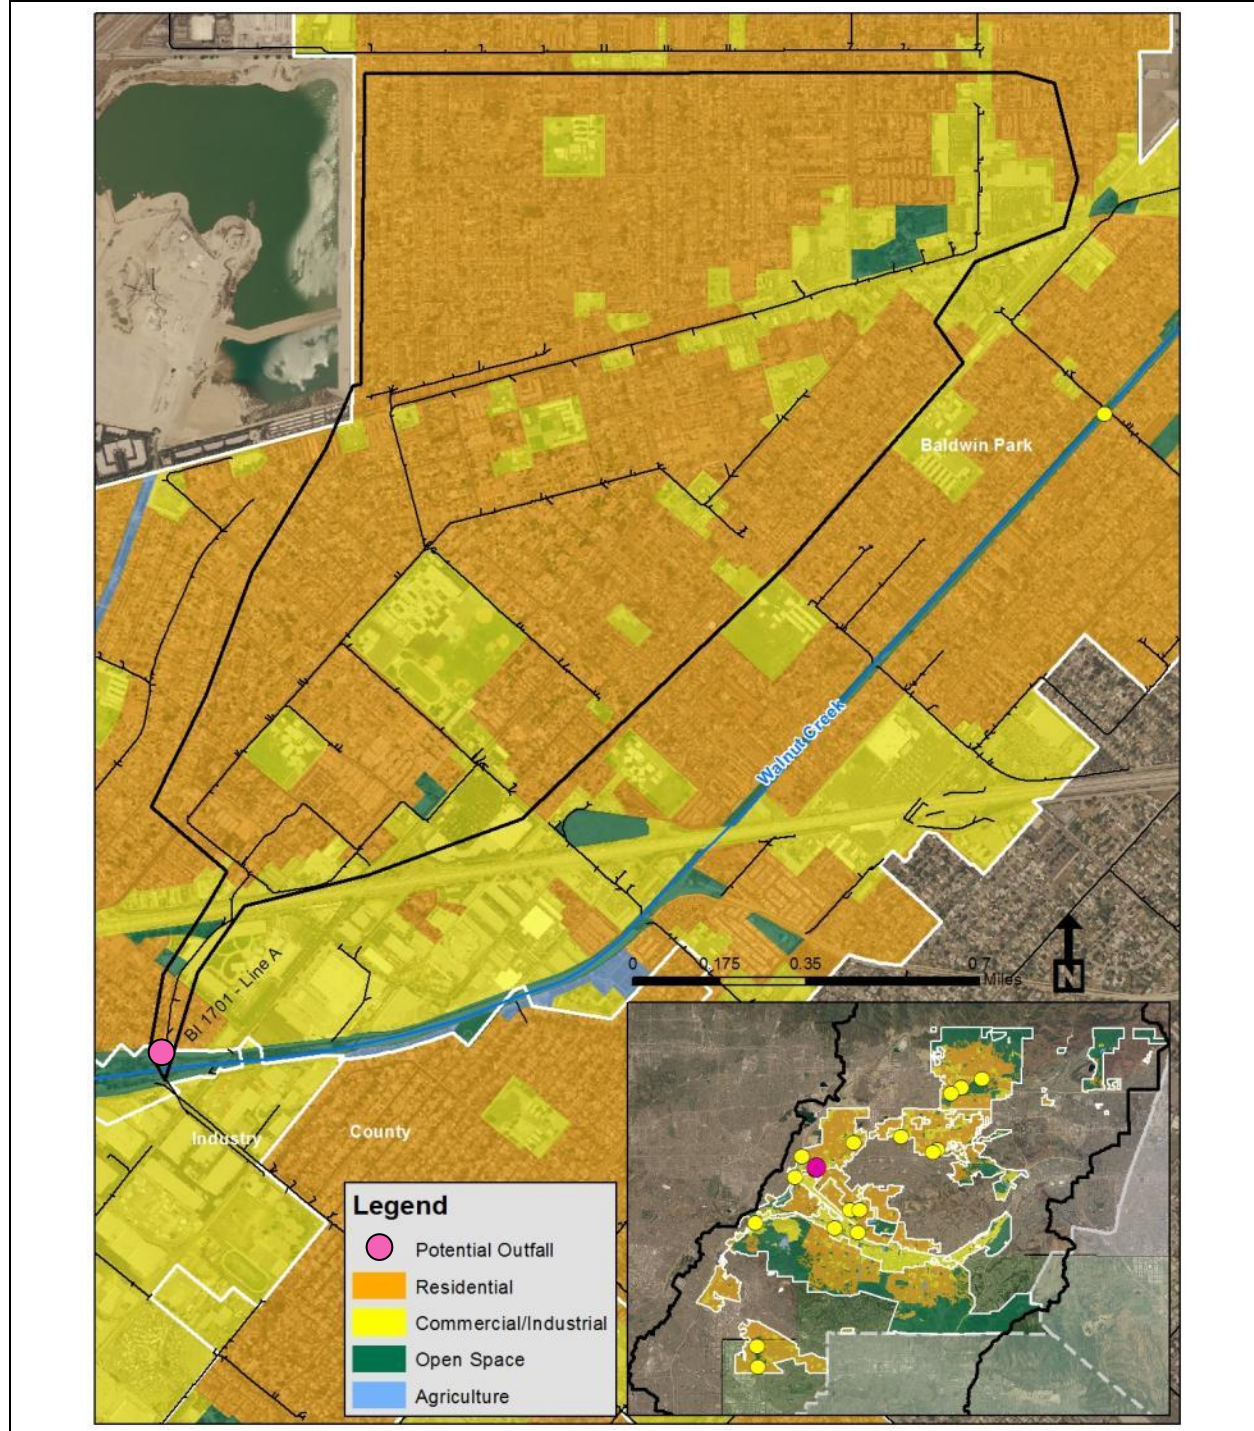 Baldwin Park
Walnut Creek
BI 1701 - Line A
0 0.175 0.35 0.7
Miles
N
Industry
County
Legend
Potential Outfall
Residential
Commercial/Industrial
Open Space
Agriculture